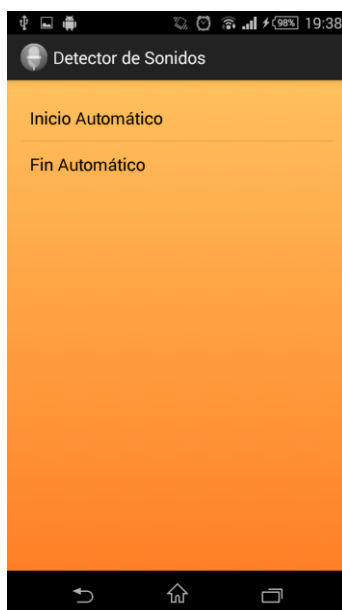 98% 19:38
Detector de Sonidos
Inicio Automático
Fin Automático